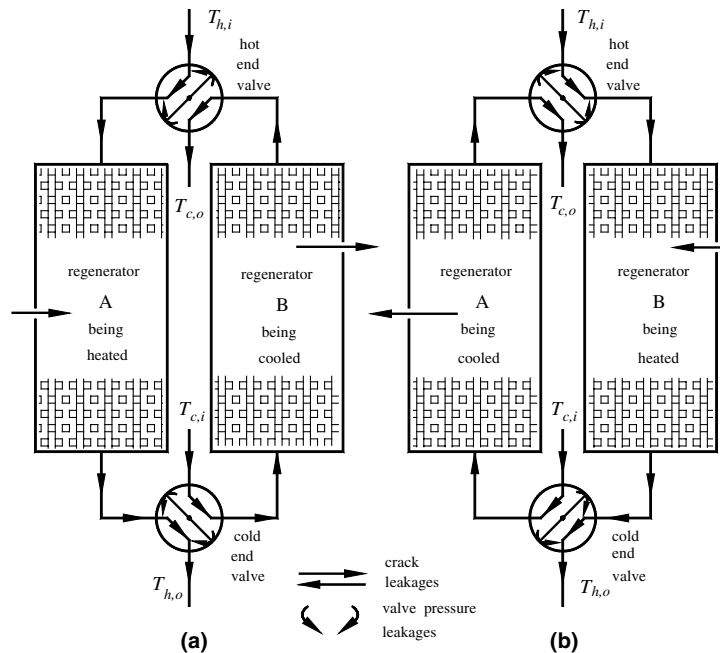 T_{h,i}
hot
end
valve
T_{c,o}
regenerator
A
being
heated
regenerator
B
being
cooled
T_{c,i}
cold
end
valve
T_{h,o}
(a)
T_{h,i}
hot
end
valve
T_{c,o}
regenerator
A
being
cooled
regenerator
B
being
heated
T_{c,i}
cold
end
valve
T_{h,o}
(b)
crack
leakages
valve pressure
leakages